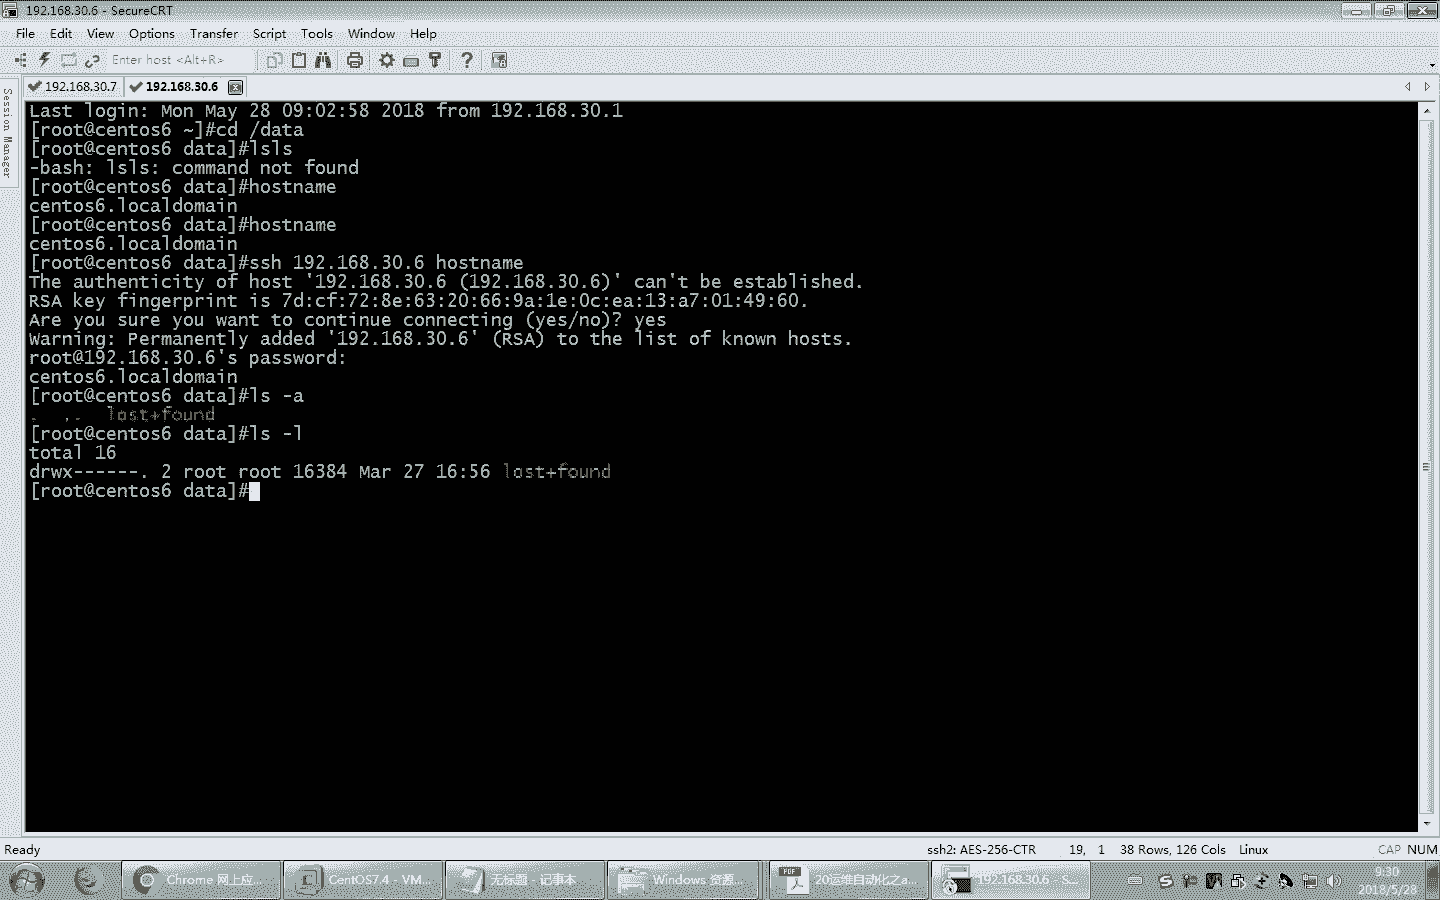 192.168.30.6 - SecureCRT
File Edit View Options Transfer Script Tools Window Help
Enter host <Alt+R>
Session Manager
192.168.30.7 192.168.30.6
Last login: Mon May 28 09:02:58 2018 from 192.168.30.1
[root@centos6 ~]#cd /data
[root@centos6 data]#lsls
-bash: lsls: command not found
[root@centos6 data]#hostname
centos6.localdomain
[root@centos6 data]#hostname
centos6.localdomain
[root@centos6 data]#ssh 192.168.30.6 hostname
The authenticity of host '192.168.30.6 (192.168.30.6)' can't be established.
RSA key fingerprint is 7d:cf:72:8e:63:20:66:9a:1e:0c:ea:13:a7:01:49:60.
Are you sure you want to continue connecting (yes/no)? yes
Warning: Permanently added '192.168.30.6' (RSA) to the list of known hosts.
root@192.168.30.6's password:
centos6.localdomain
[root@centos6 data]#ls -a
. .. lost+found
[root@centos6 data]#ls -l
total 16
drwx------. 2 root root 16384 Mar 27 16:56 lost+found
[root@centos6 data]#
Ready ssh2: AES-256-CTR 19, 1 38 Rows, 126 Cols Linux CAP NUM
Chrome 网上应... CentOS7.4 - VM... 无标题 - 记事本 Windows 资源... 20运维自动化之a... 192.168.30.6 - S... 9:30
2018/5/28